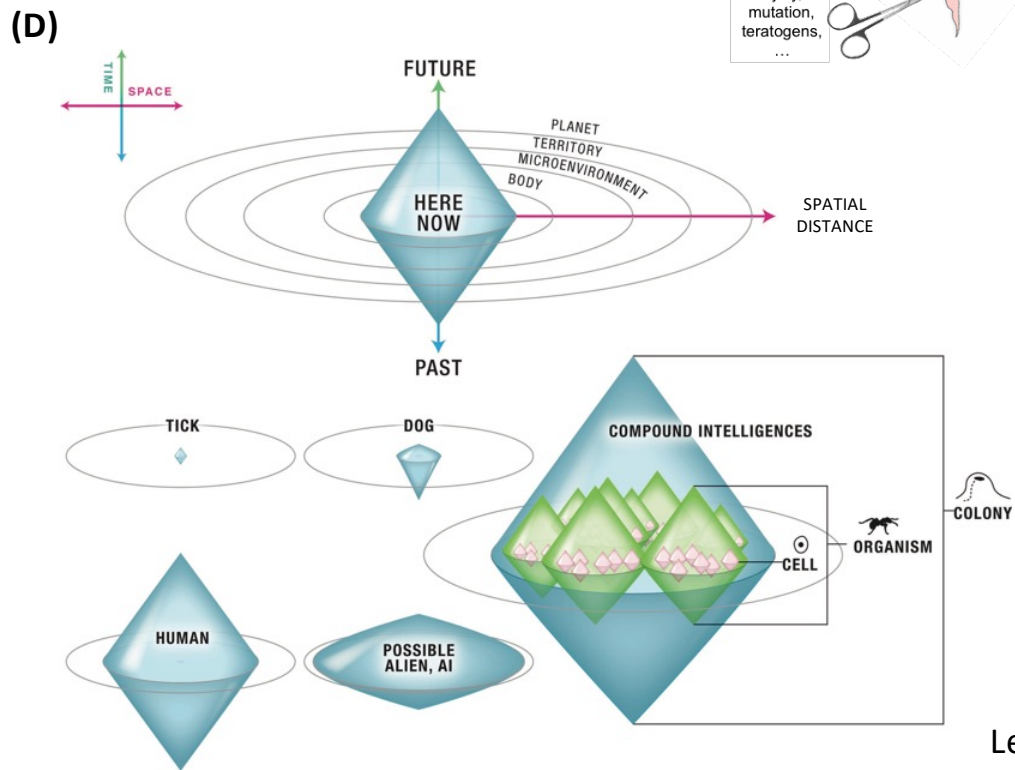 (D)
mutation,
teratogens,
...
TIME
SPACE
FUTURE
PLANET
TERRITORY
MICROENVIRONMENT
BODY
HERE
NOW
SPATIAL
DISTANCE
PAST
TICK
DOG
COMPOUND INTELLIGENCES
COLONY
ORGANISM
CELL
HUMAN
POSSIBLE
ALIEN, AI
Le